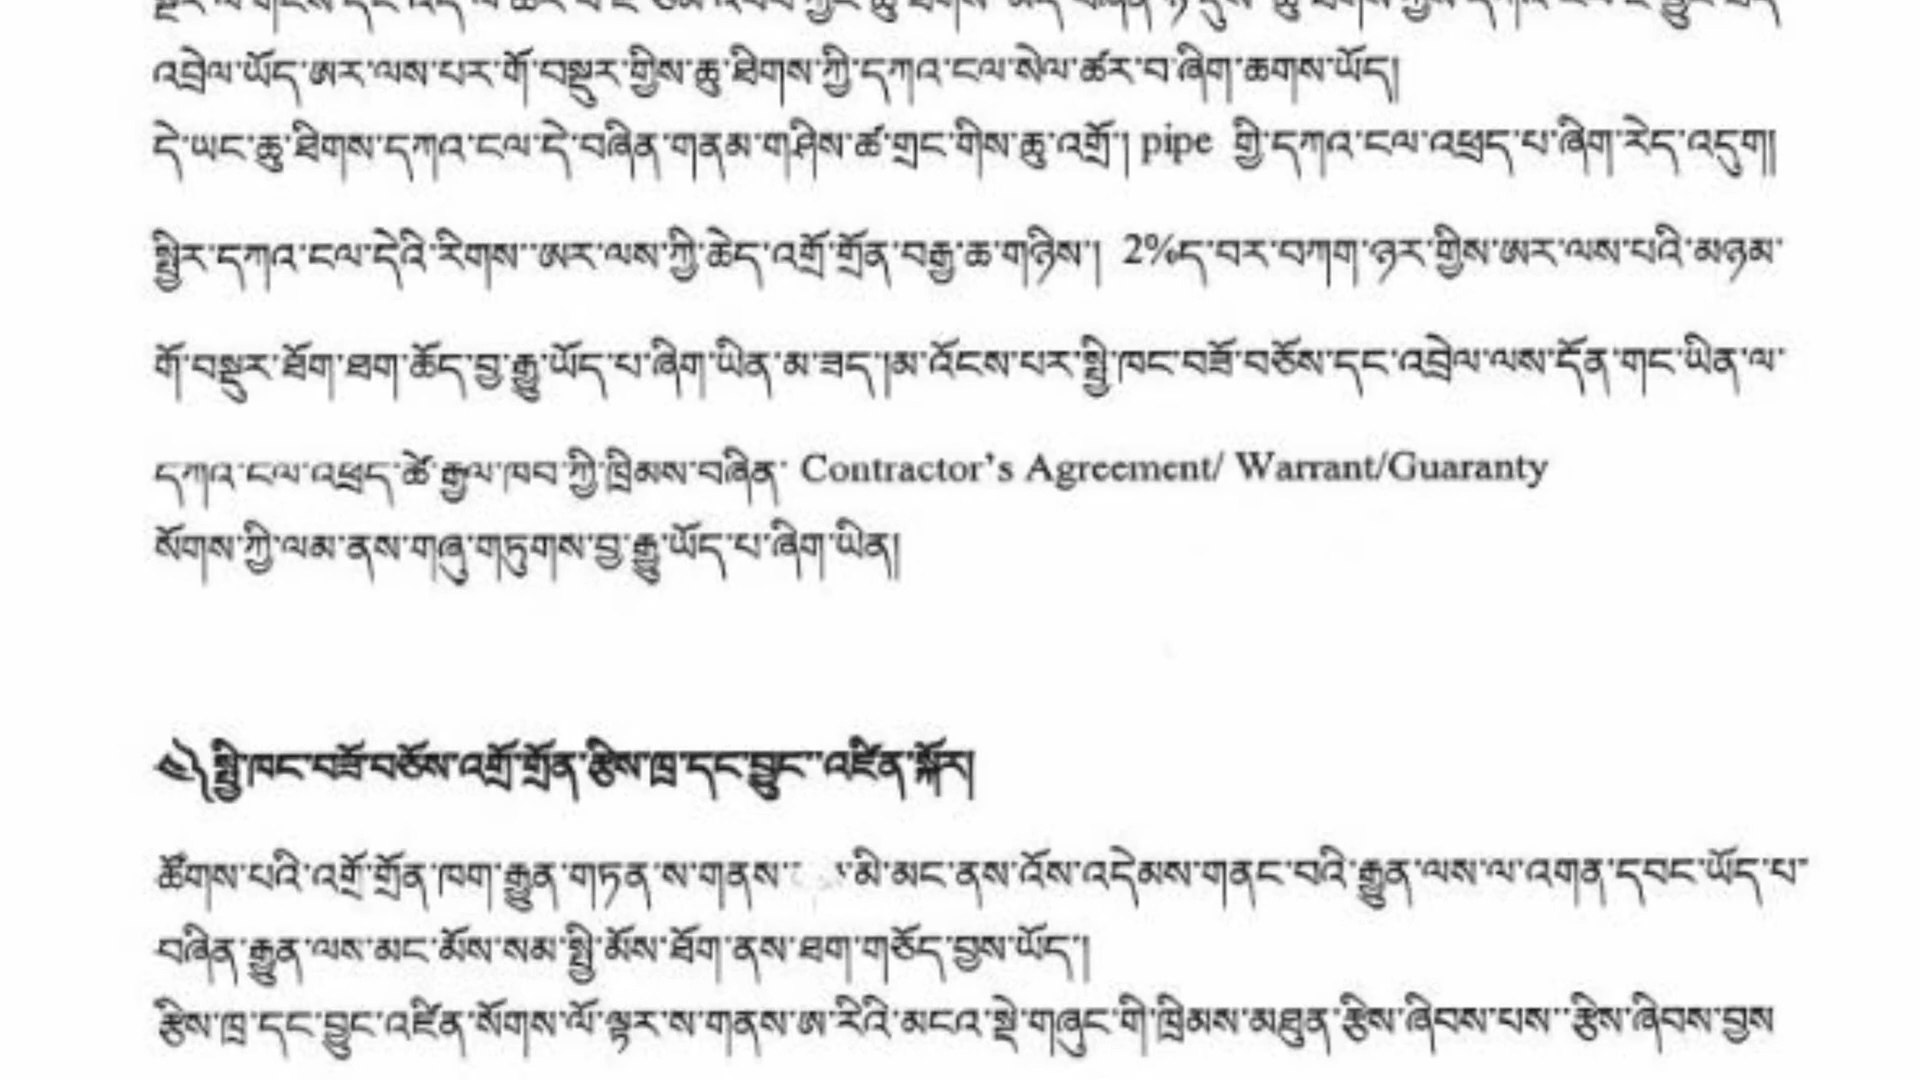 འབྲེལ་ཡོད་ཨར་ལས་པར་གོ་བསྡུར་གྱིས་ཆུ་ཐིགས་ཀྱི་དཀའ་ངལ་སེལ་ཚར་བ་ཞིག་ཆགས་ཡོད།
དེ་ཡང་ཆུ་ཐིགས་དཀའ་ངལ་དེ་བཞིན་གནམ་གཤིས་ཚ་གྲང་གིས་ཆུ་འགྲོ་། pipe གྱི་དཀའ་ངལ་འཕྲད་པ་ཞིག་རེད་འདུག།
སྤྱིར་དཀའ་ངལ་དེའི་རིགས་་ཨར་ལས་ཀྱི་ཆེད་འགྲོ་གྲོན་བརྒྱ་ཆ་གཉིས་། 2%ད་བར་བཀག་ཉར་གྱིས་ཨར་ལས་པའི་མཉམ་
གོ་བསྡུར་ཐོག་ཐག་ཆོད་བྱ་རྒྱུ་ཡོད་པ་ཞིག་ཡིན་མ་ཟད་།མ་འོངས་པར་སྤྱི་ཁང་བཟོ་བཅོས་དང་འབྲེལ་ལས་དོན་གང་ཡིན་ལ་
དཀའ་ངལ་འཕྲད་ཚེ་རྒྱལ་ཁབ་ཀྱི་ཁྲིམས་བཞིན་ Contractor’s Agreement/ Warrant/Guaranty
སོགས་ཀྱི་ལམ་ནས་གཞུ་གཏུགས་བྱ་རྒྱུ་ཡོད་པ་ཞིག་ཡིན།
༤༽ སྤྱི་ཁང་བཟོ་བཅོས་འགྲོ་གྲོན་རྩིས་ཁྲ་དང་བྱུང་་འཛིན་སྐོར།
ཚོགས་པའི་འགྲོ་གྲོན་ཁག་རྒྱུན་གཏན་ས་གནས་ མི་མང་ནས་འོས་འདེམས་གནང་བའི་རྒྱུན་ལས་ལ་འགན་དབང་ཡོད་པ་
བཞིན་རྒྱུན་ལས་མང་མོས་སམ་སྤྱི་མོས་ཐོག་ནས་ཐག་གཅོད་བྱས་ཡོད་།
རྩིས་ཁྲ་དང་བྱུང་འཛིན་སོགས་ལོ་ལྟར་ས་གནས་ཨ་རིའི་མངའ་སྡེ་གཞུང་གི་ཁྲིམས་མཐུན་རྩིས་ཞིབས་པས་་རྩིས་ཞིབས་བྱས